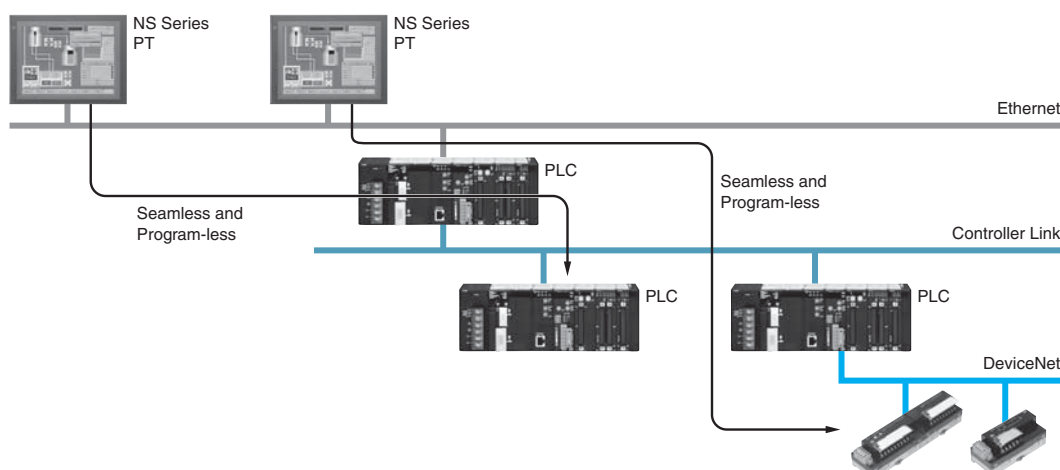 NS Series
PT
NS Series
PT
Ethernet
PLC
Seamless and
Program-less
Seamless and
Program-less
Controller Link
PLC
PLC
DeviceNet